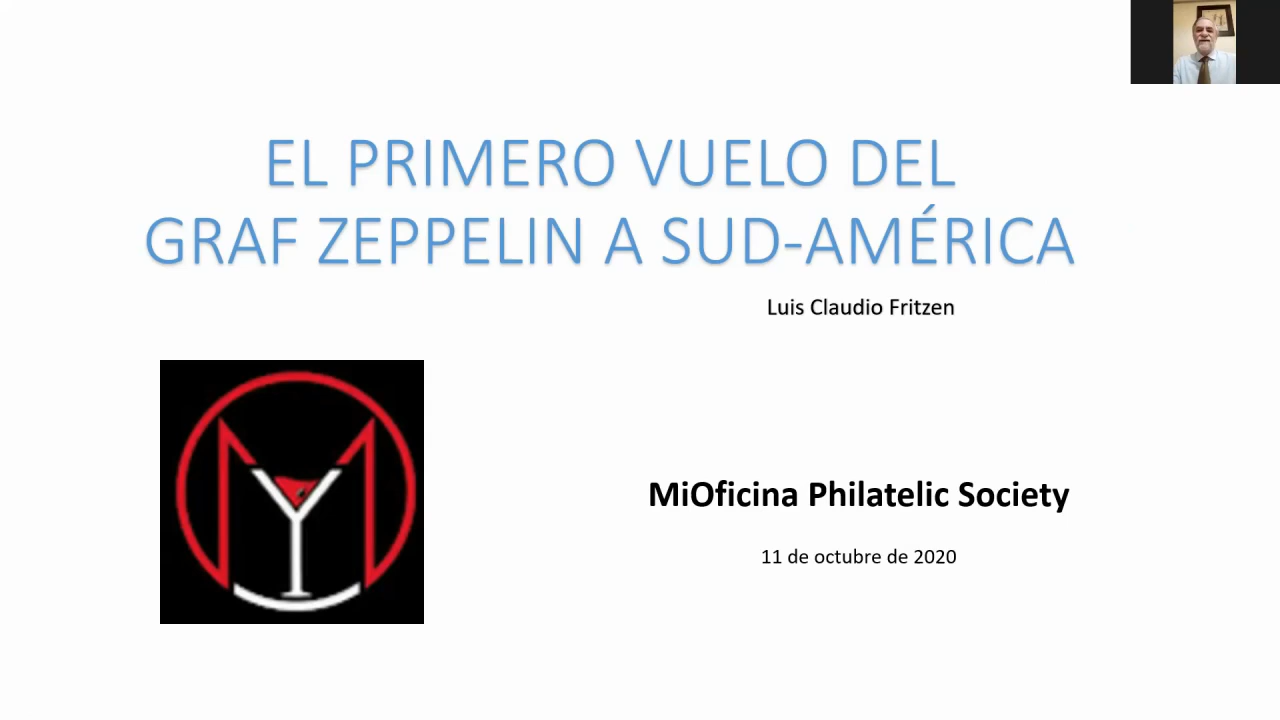 EL PRIMERO VUELO DEL
GRAF ZEPPELIN A SUD-AMÉRICA
Luis Claudio Fritzen
MY
MiOficina Philatelic Society
11 de octubre de 2020